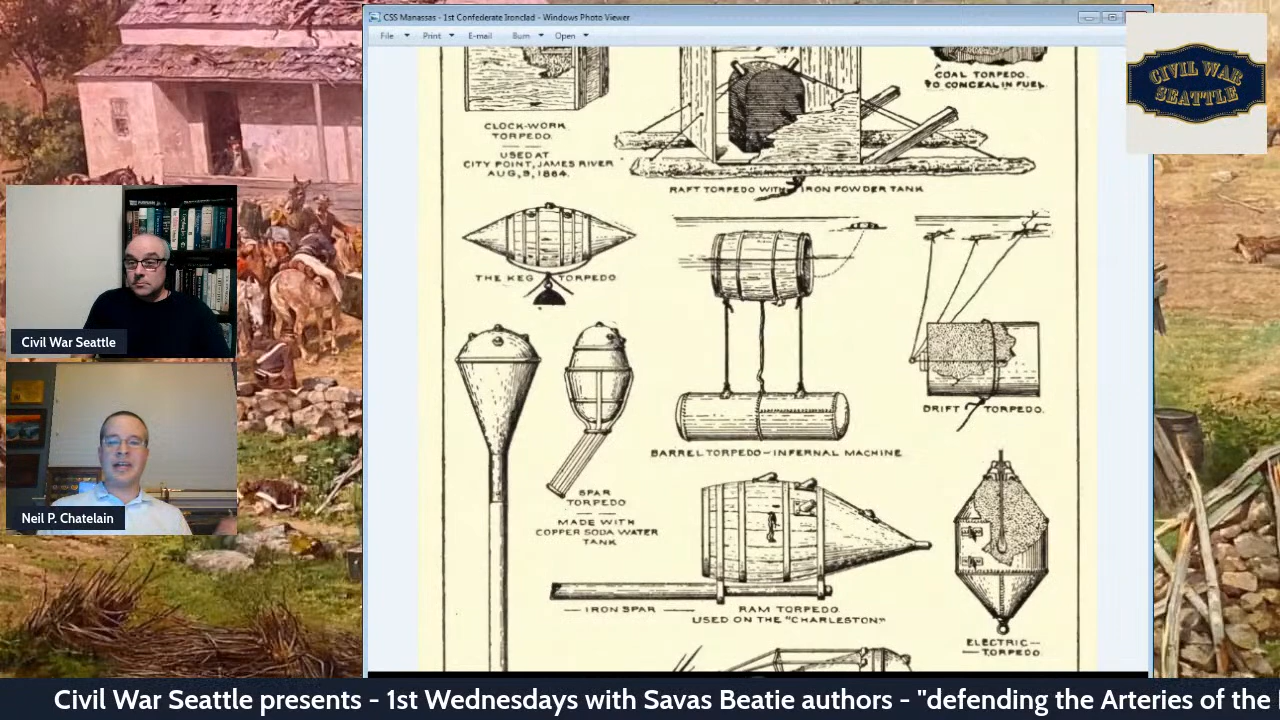 CSS Manassas - 1st Confederate Ironclad - Windows Photo Viewer
File
Print
E-mail
Burn
Open
CIVIL WAR
SEATTLE
COAL TORPEDO.
TO CONCEAL IN FUEL.
CLOCK-WORK
TORPEDO.
USED AT
CITY POINT, JAMES RIVER
AUG, 9, 1864.
RAFT TORPEDO WITH IRON POWDER TANK
THE KEG TORPEDO
DRIFT TORPEDO.
BARREL TORPEDO-INFERNAL MACHINE
SPAR
TORPEDO
MADE WITH
COPPER SODA WATER
TANK
IRON SPAR
RAM TORPEDO.
USED ON THE "CHARLESTON"
ELECTRIC-
TORPEDO.
Civil War Seattle
Neil P. Chatelain
Civil War Seattle presents - 1st Wednesdays with Savas Beatie authors - "defending the Arteries of the